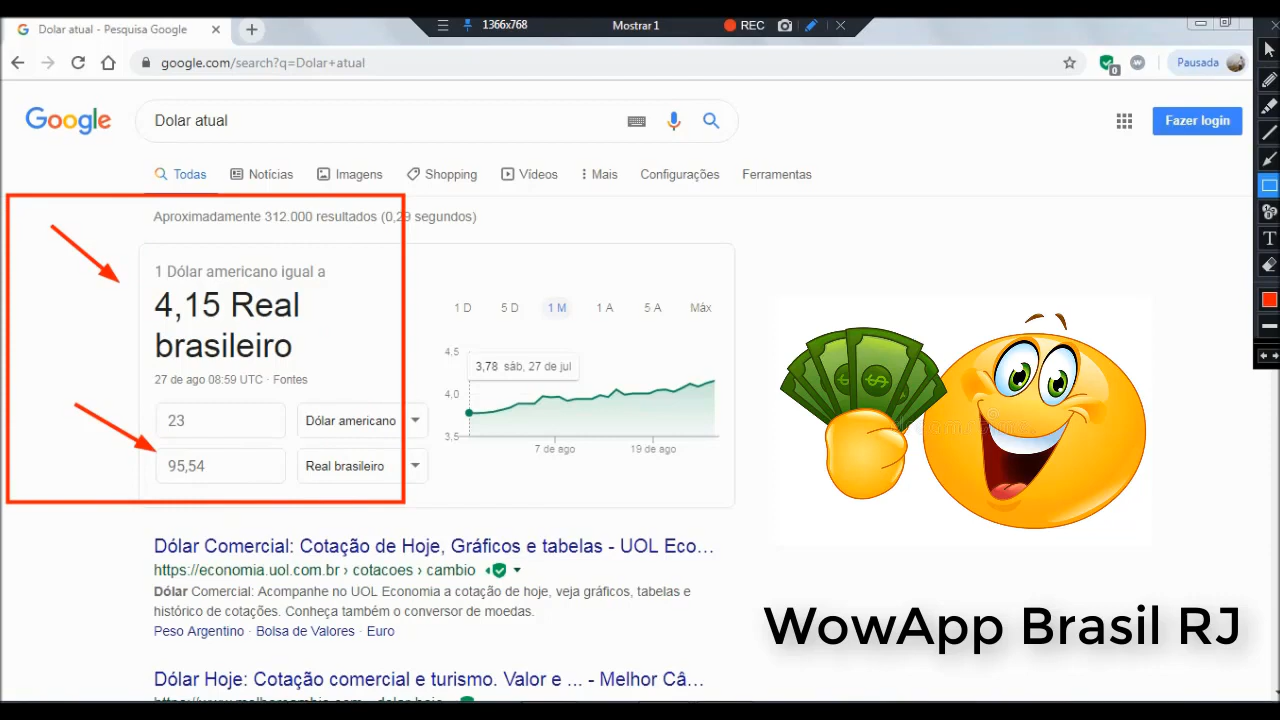 Dolar atual - Pesquisa Google
1366x768
Mostrar1
REC
google.com/search?q=Dolar+atual
0
W
Pausada
Google
Dolar atual
Fazer login
Todas
Notícias
Imagens
Shopping
Vídeos
Mais
Configurações
Ferramentas
Aproximadamente 312.000 resultados (0,29 segundos)
1 Dólar americano igual a
4,15 Real
brasileiro
27 de ago 08:59 UTC · Fontes
23
Dólar americano
95,54
Real brasileiro
1 D
5 D
1 M
1 A
5 A
Máx
4,5
4,0
3,5
3,78 sáb, 27 de jul
7 de ago
19 de ago
Dólar Comercial: Cotação de Hoje, Gráficos e tabelas - UOL Eco...
https://economia.uol.com.br › cotacoes › cambio
Dólar Comercial: Acompanhe no UOL Economia a cotação de hoje, veja gráficos, tabelas e
histórico de cotações. Conheça também o conversor de moedas.
Peso Argentino · Bolsa de Valores · Euro
Dólar Hoje: Cotação comercial e turismo. Valor e ... - Melhor Câ...
WowApp Brasil RJ
T